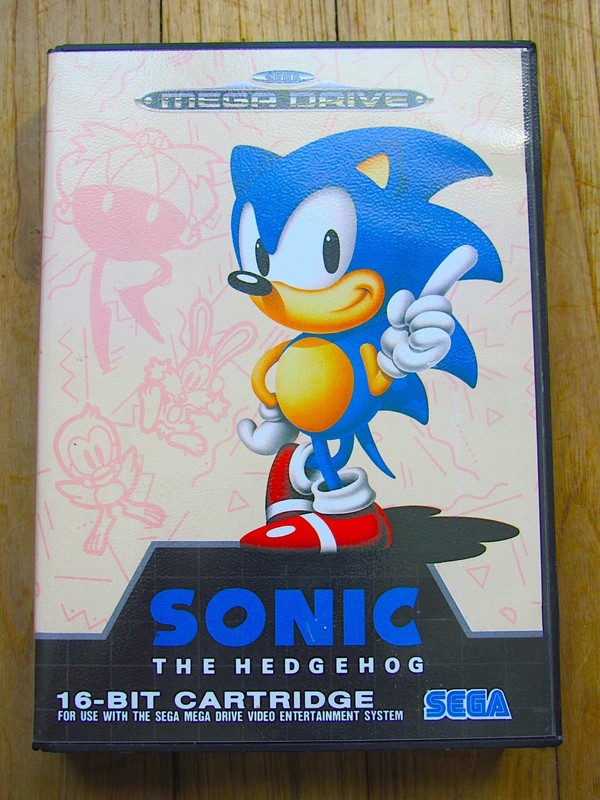 SEGA
MEGA DRIVE
SONIC
THE HEDGEHOG
16-BIT CARTRIDGE
FOR USE WITH THE SEGA MEGA DRIVE VIDEO ENTERTAINMENT SYSTEM
SEGA